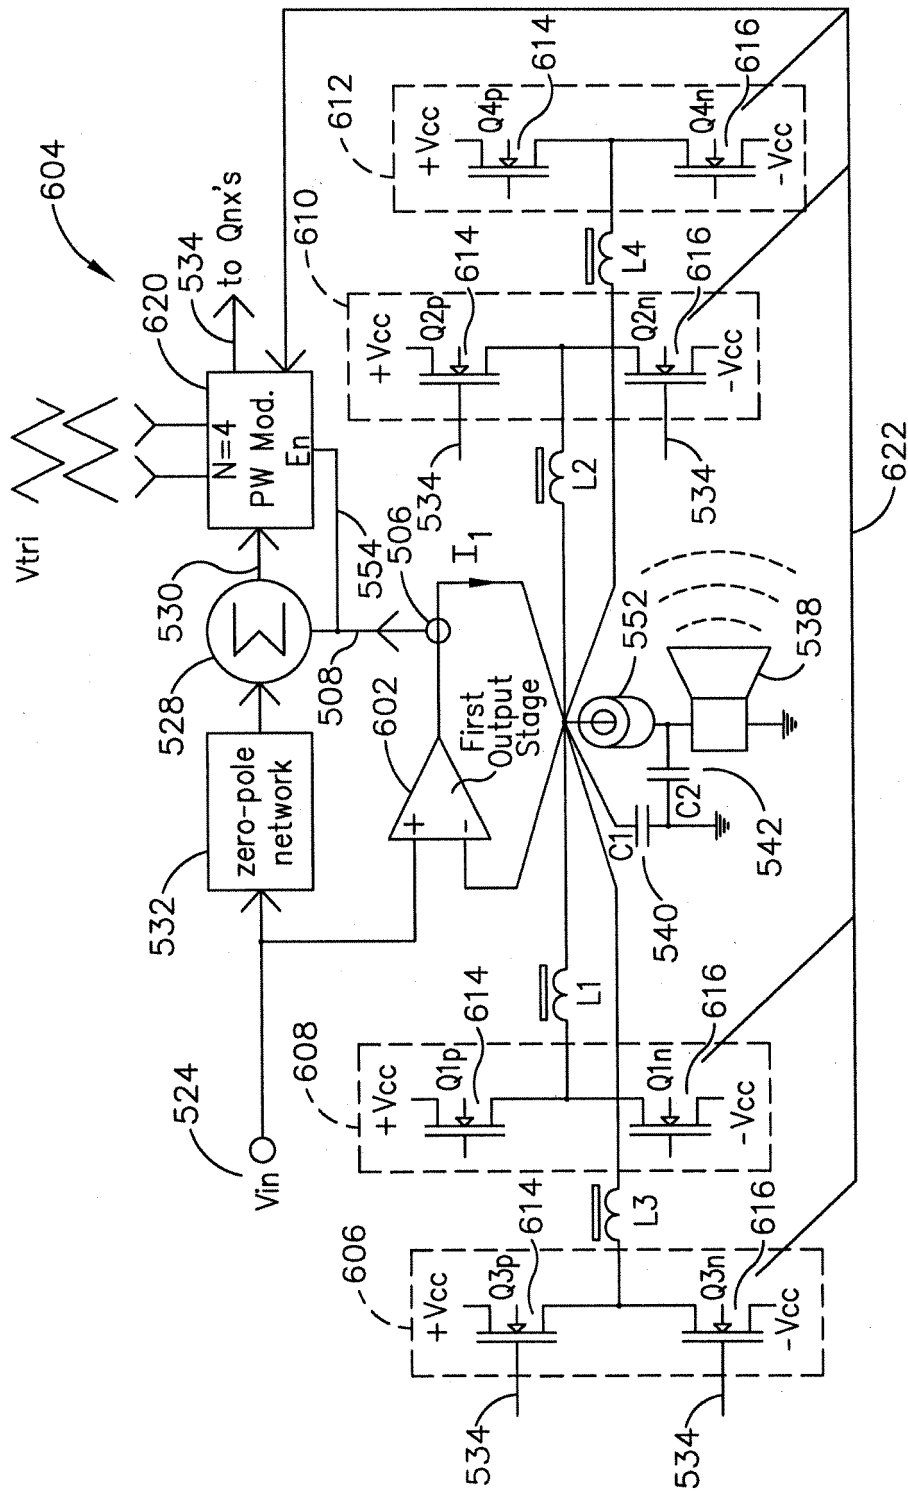 604
Vtri
620
534
to Qnx's
N=4
PW Mod.
En
530
528
Σ
554
506
508
532
zero-pole
network
524
Vin
602
+
-
First
Output
Stage
I1
606
+Vcc
Q3p
614
534
Q3n
616
-Vcc
534
L3
608
+Vcc
Q1p
614
Q1n
616
-Vcc
L1
610
+Vcc
Q2p
614
534
Q2n
616
-Vcc
534
L2
612
+Vcc
Q4p
614
Q4n
616
-Vcc
L4
C1
540
C2
542
552
538
622